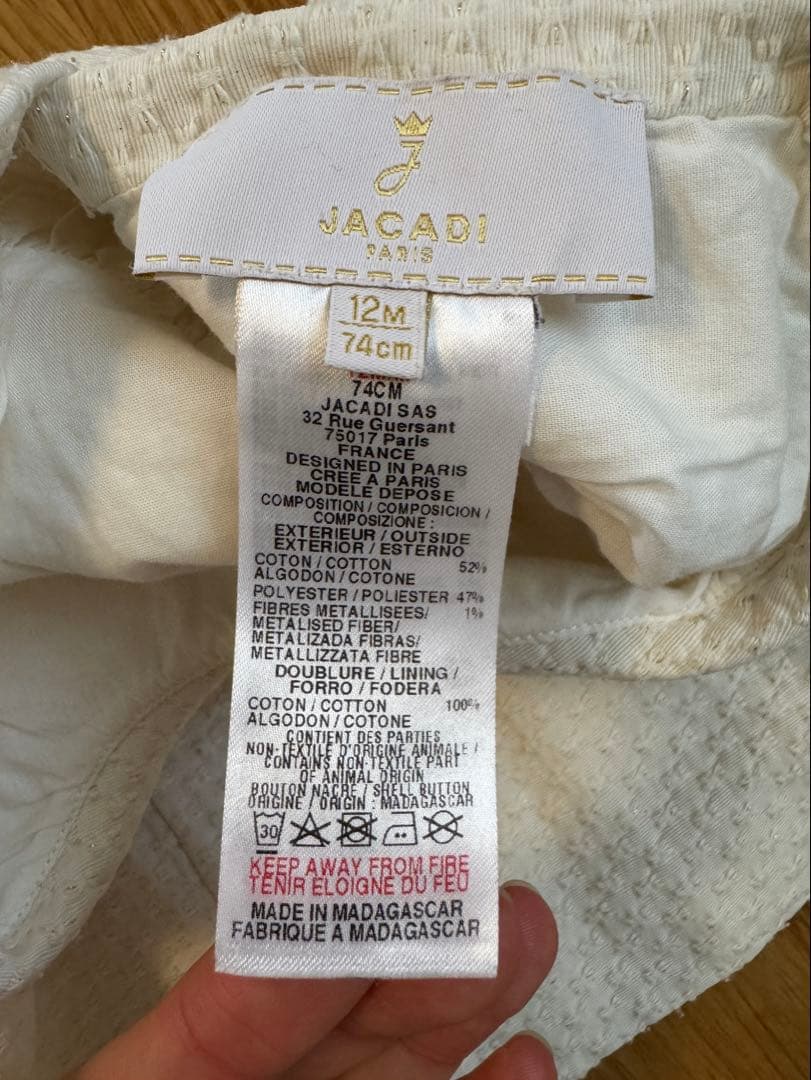 JACADI
PARIS
12M
74cm
74CM
JACADI SAS
32 Rue Guersant
75017 Paris
FRANCE
DESIGNED IN PARIS
CREE A PARIS
MODELE DEPOSE
COMPOSITION / COMPOSICION /
COMPOSIZIONE :
EXTERIEUR / OUTSIDE
EXTERIOR / ESTERNO
COTON / COTTON 52%
ALGODON / COTONE
POLYESTER / POLIESTER 47%
FIBRES METALLISEES/ 1%
METALISED FIBER/
METALIZADA FIBRAS/
METALLIZZATA FIBRE
DOUBLURE / LINING /
FORRO / FODERA
COTON / COTTON 100%
ALGODON / COTONE
CONTIENT DES PARTIES
NON-TEXTILE D'ORIGINE ANIMALE /
CONTAINS NON-TEXTILE PART
OF ANIMAL ORIGIN
BOUTON NACRE / SHELL BUTTON
ORIGINE / ORIGIN : MADAGASCAR
30
KEEP AWAY FROM FIRE
TENIR ELOIGNE DU FEU
MADE IN MADAGASCAR
FABRIQUE A MADAGASCAR